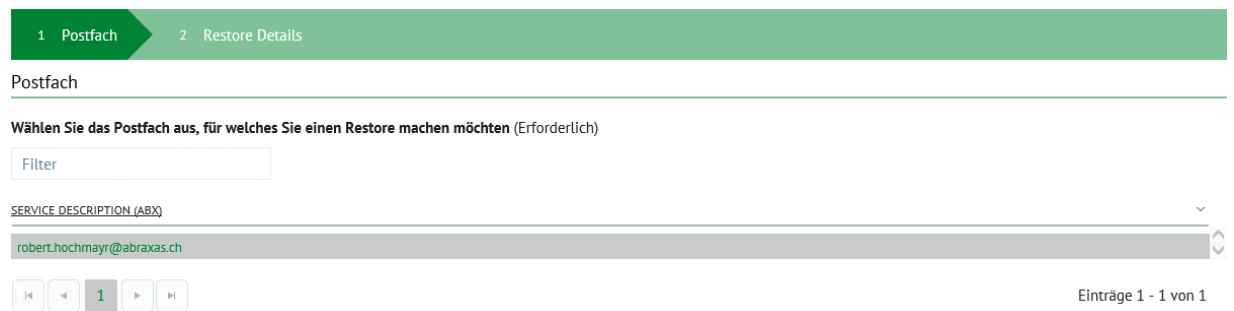 1 Postfach 2 Restore Details
Postfach
Wählen Sie das Postfach aus, für welches Sie einen Restore machen möchten (Erforderlich)
Filter
SERVICE DESCRIPTION (ABX)
robert.hochmayr@abraxas.ch
1 Einträge 1 - 1 von 1